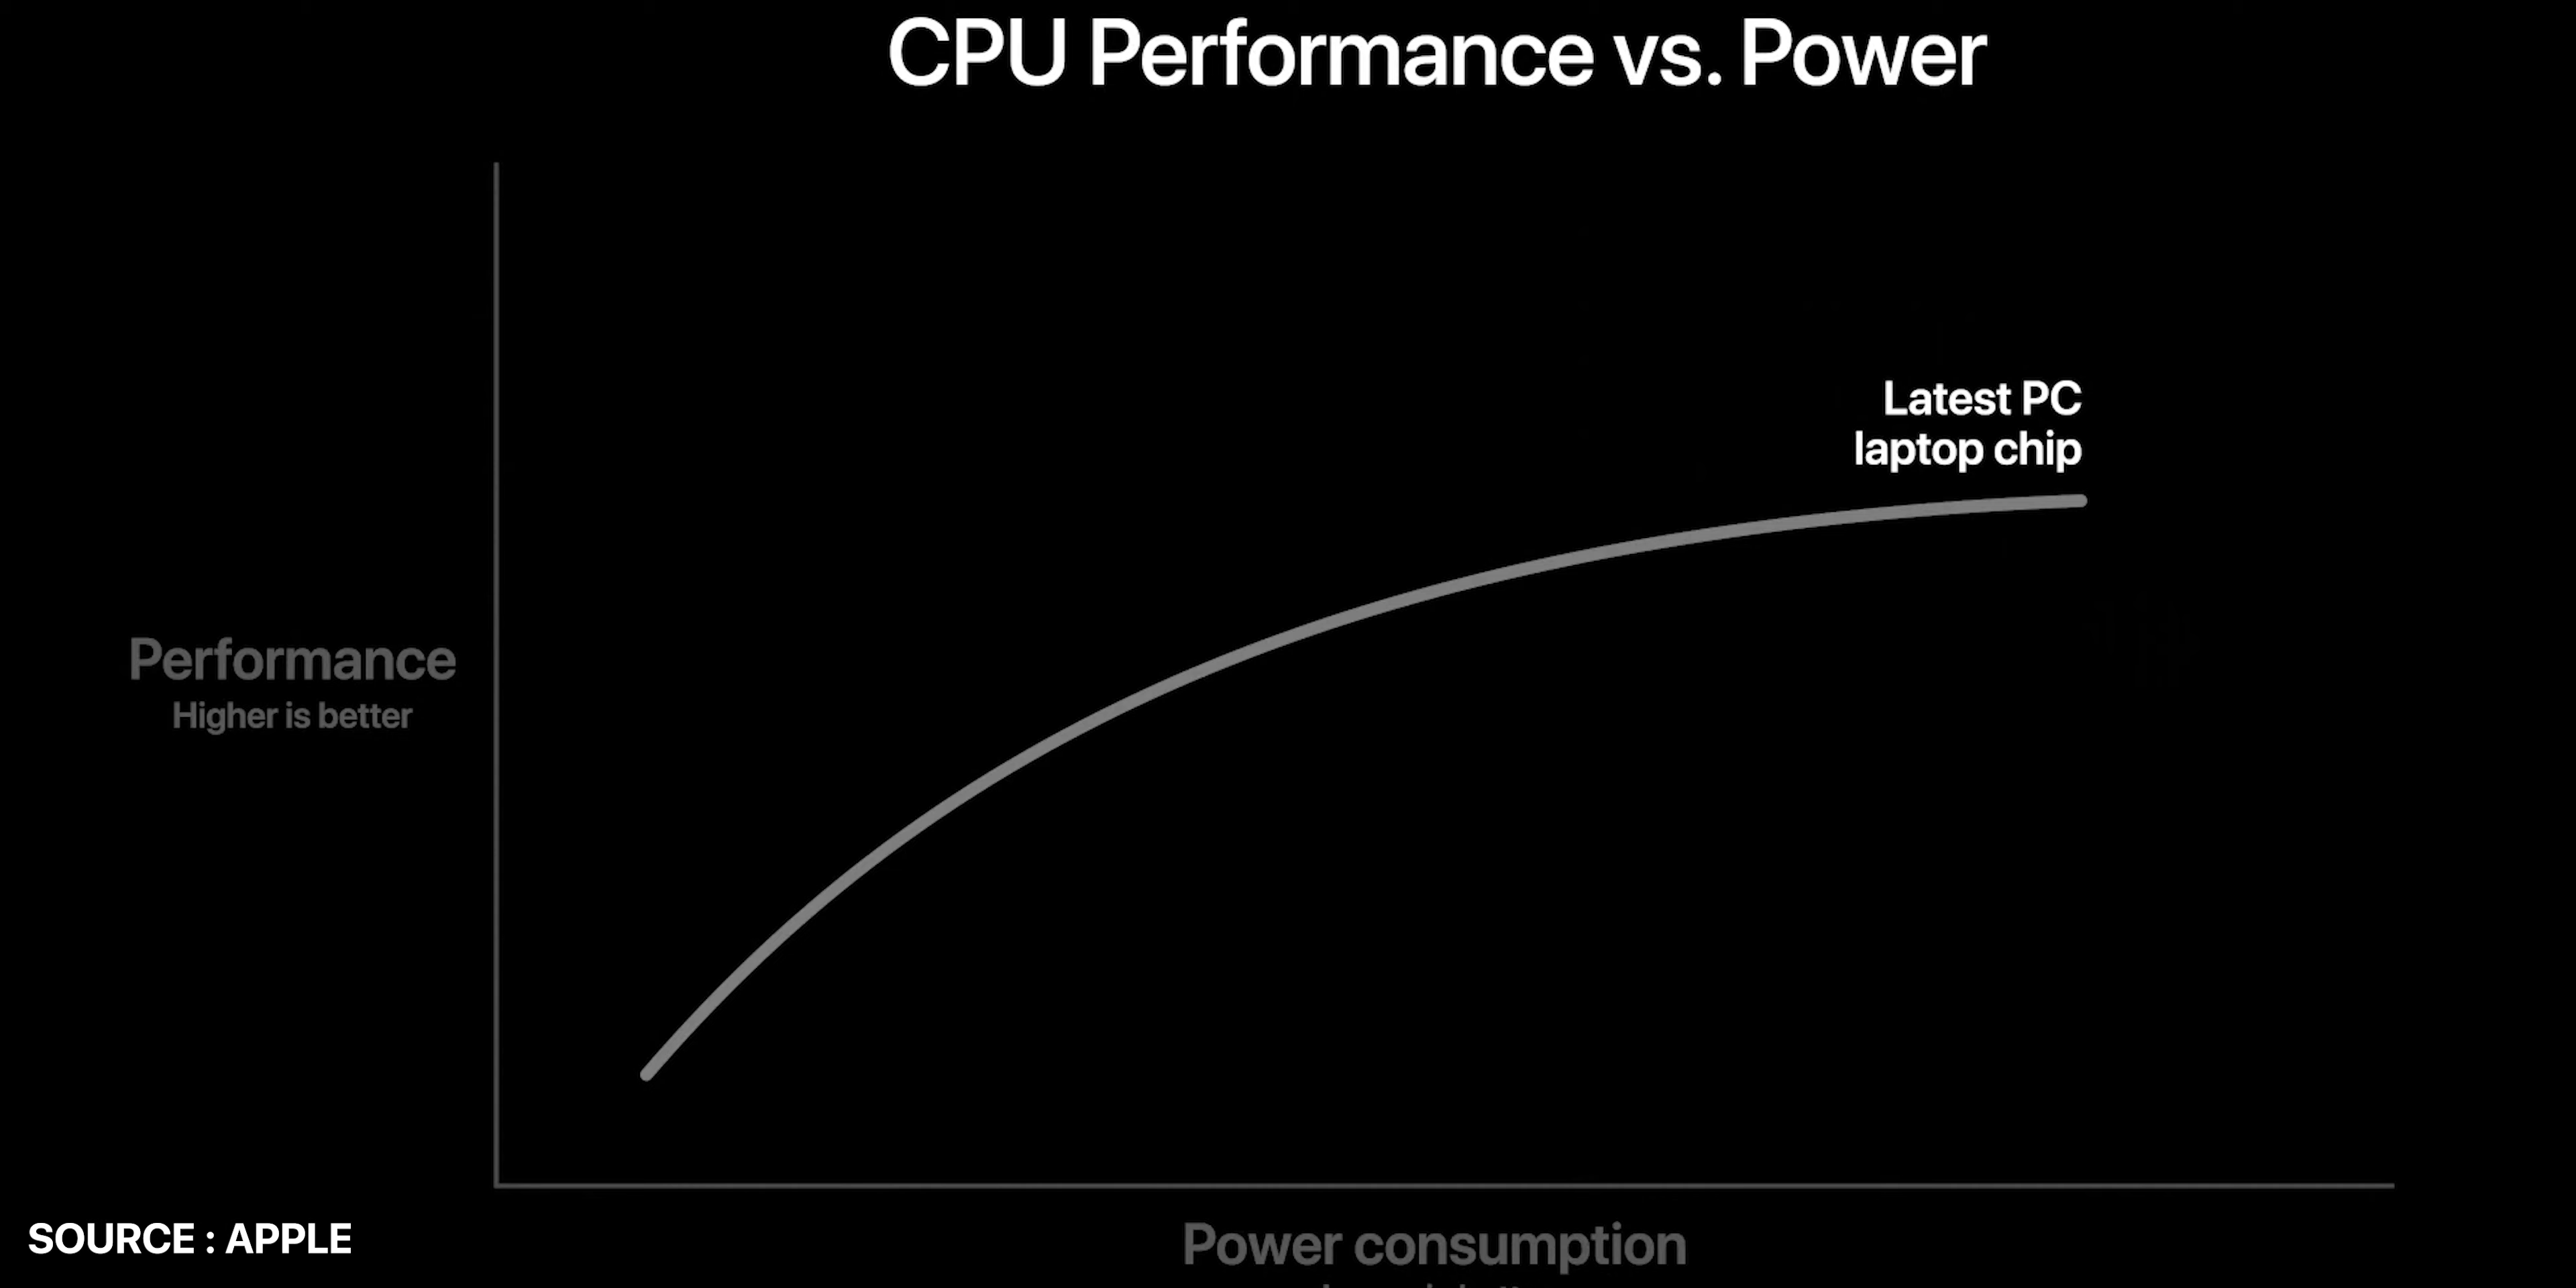 CPU Performance vs. Power
Latest PC
laptop chip
Performance
Higher is better
Power consumption
SOURCE : APPLE